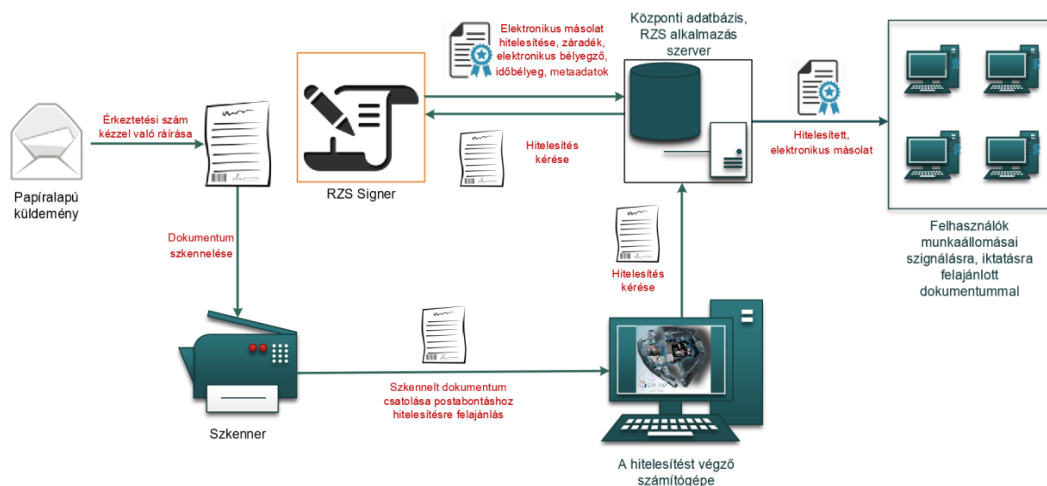 Elektronikus másolat
hitelesítése, záradék,
elektronikus bélyegző,
időbélyeg, metaadatok
Központi adatbázis,
RZS alkalmazás
szerver
Érkeztetési szám
kézzel való ráírása
Hitelesítés
kérése
Hitelesített,
elektronikus másolat
Papíralapú
küldemény
RZS Signer
Felhasználók
munkaállomásai
szignálásra, iktatásra
felajánlott
dokumentummal
Dokumentum
szkennelése
Hitelesítés
kérése
Szkennelt dokumentum
csatolása postabontáshoz
hitelesítésre felajánlás
Szkenner
A hitelesítést végző
számítógépe